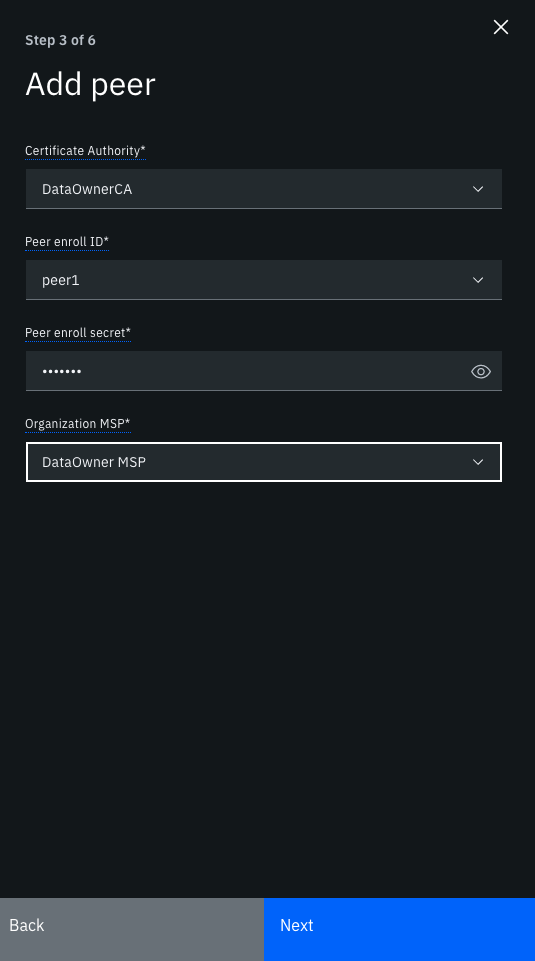 Step 3 of 6
Add peer
Certificate Authority*
DataOwnerCA
Peer enroll ID*
peer1
Peer enroll secret*
•••••••
Organization MSP*
DataOwner MSP
Back
Next